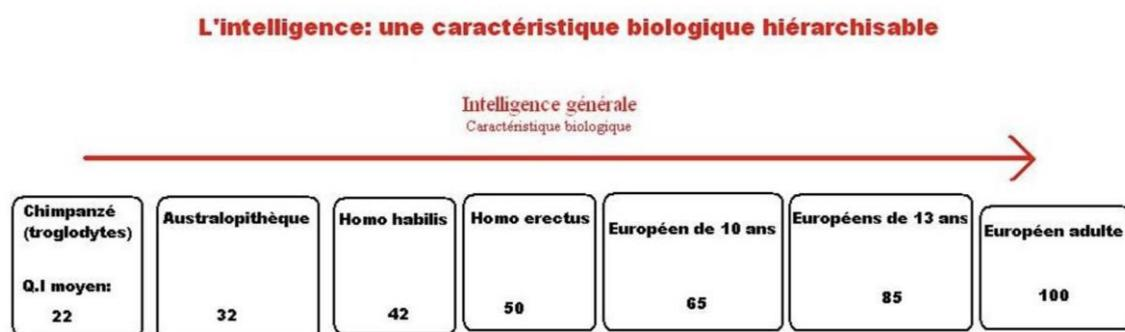 L'intelligence: une caractéristique biologique hiérarchisable
Intelligence générale
Caractéristique biologique
Chimpanzé
(troglodytes)
Q.I moyen:
22
Australopithèque
32
Homo habilis
42
Homo erectus
50
Européen de 10 ans
65
Européens de 13 ans
85
Européen adulte
100